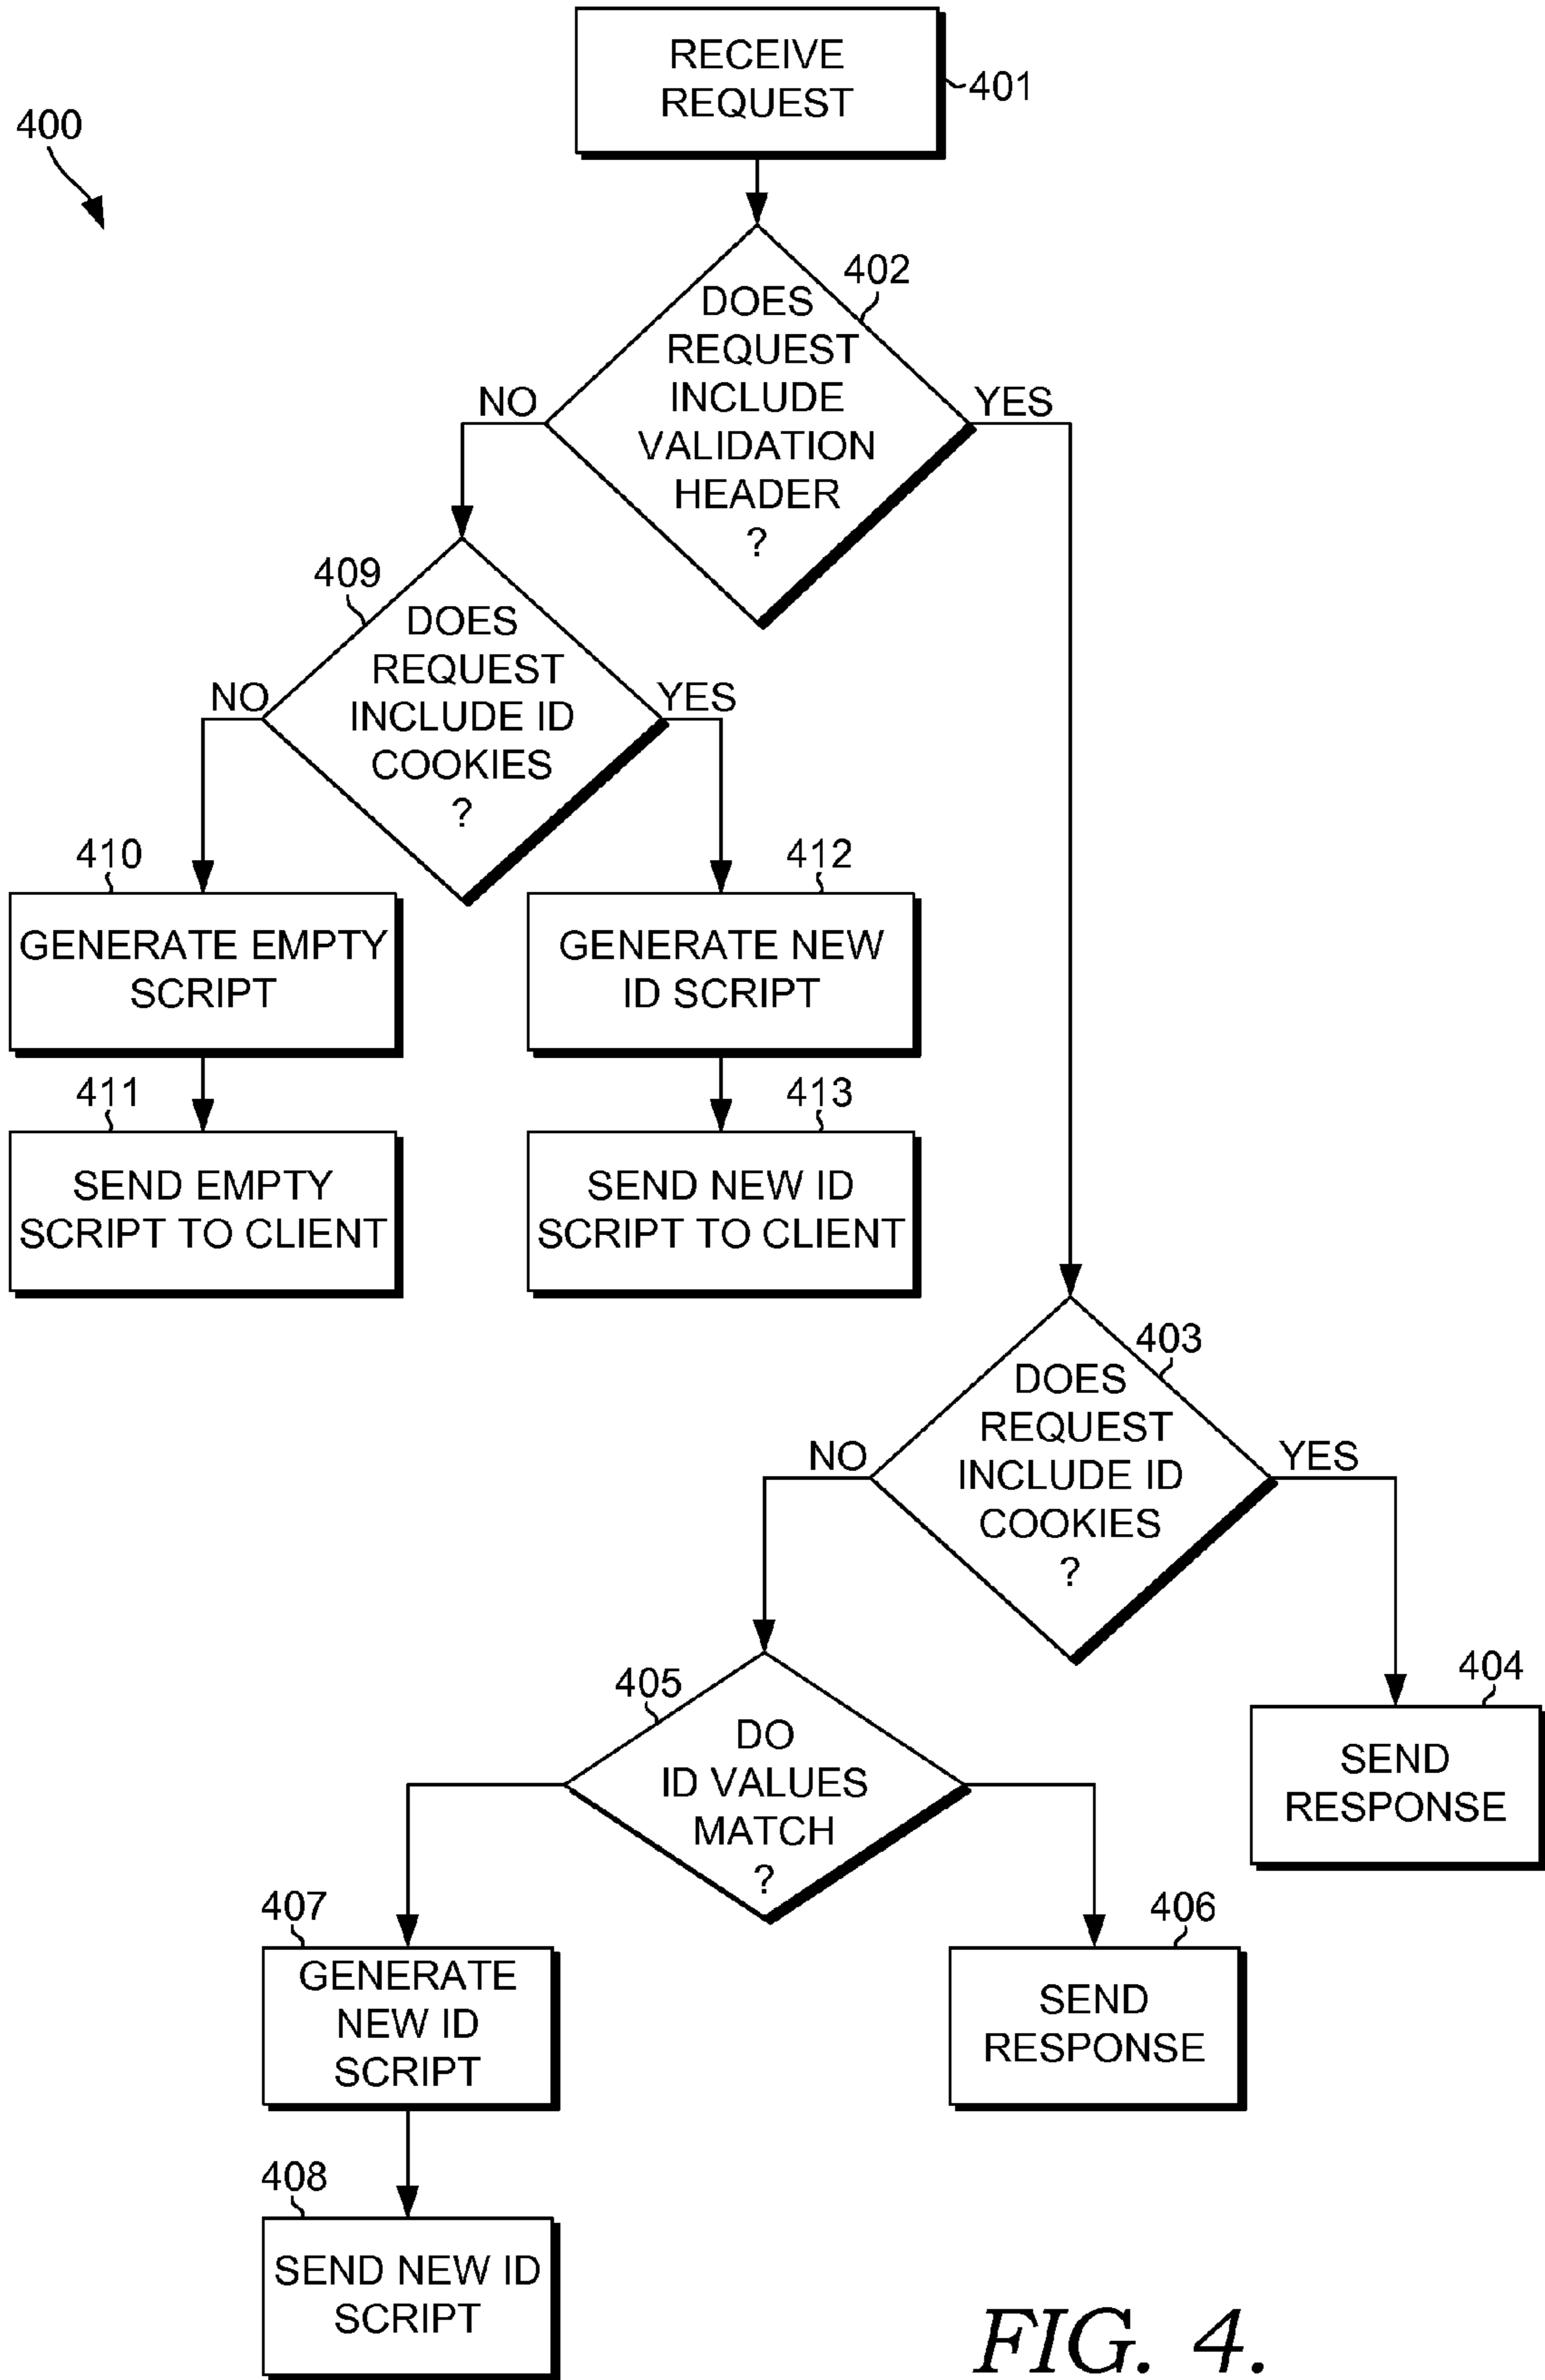 RECEIVE
REQUEST
401
400
402
DOES
REQUEST
INCLUDE
VALIDATION
HEADER
?
NO
YES
409
DOES
REQUEST
INCLUDE ID
COOKIES
?
NO
YES
410
GENERATE EMPTY
SCRIPT
412
GENERATE NEW
ID SCRIPT
411
SEND EMPTY
SCRIPT TO CLIENT
413
SEND NEW ID
SCRIPT TO CLIENT
403
DOES
REQUEST
INCLUDE ID
COOKIES
?
NO
YES
404
SEND
RESPONSE
405
DO
ID VALUES
MATCH
?
407
GENERATE
NEW ID
SCRIPT
406
SEND
RESPONSE
408
SEND NEW ID
SCRIPT
FIG. 4.